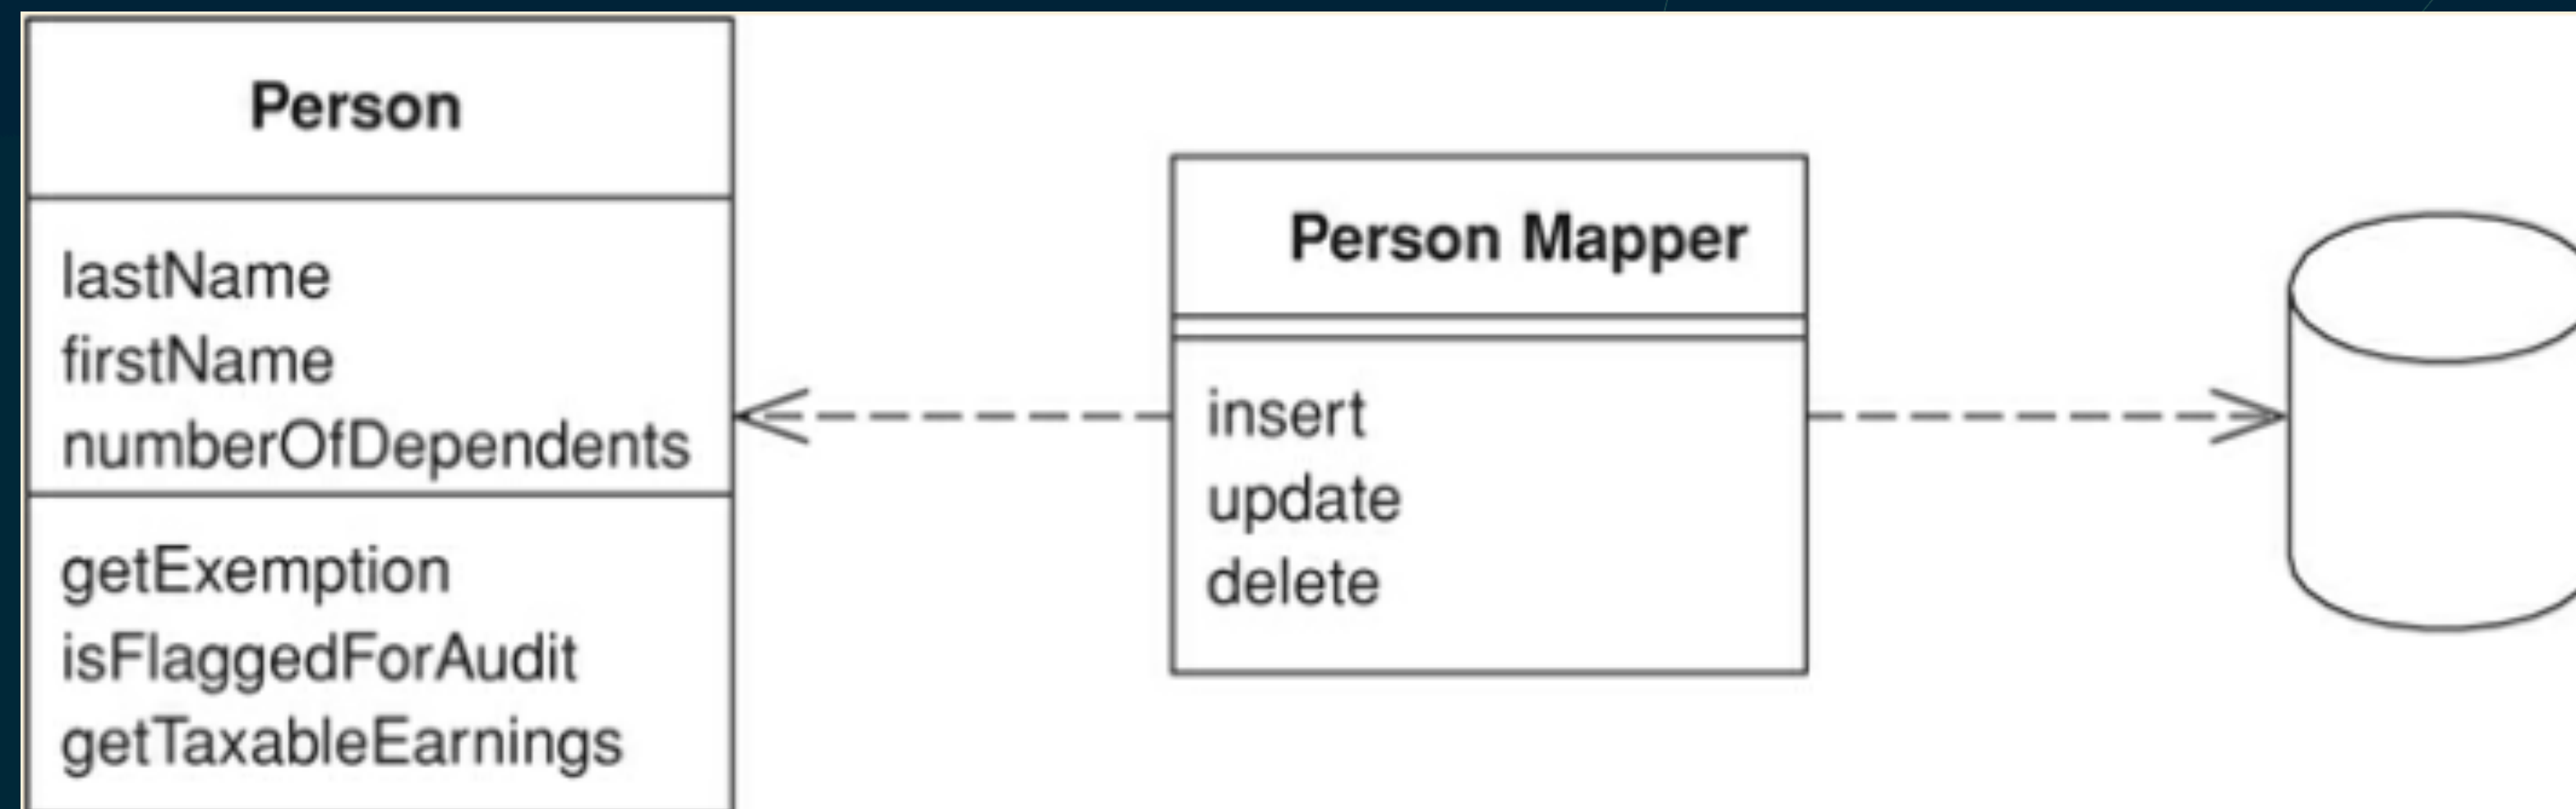 Person
lastName
firstName
numberOfDependents
getExemption
isFlaggedForAudit
getTaxableEarnings
Person Mapper
insert
update
delete